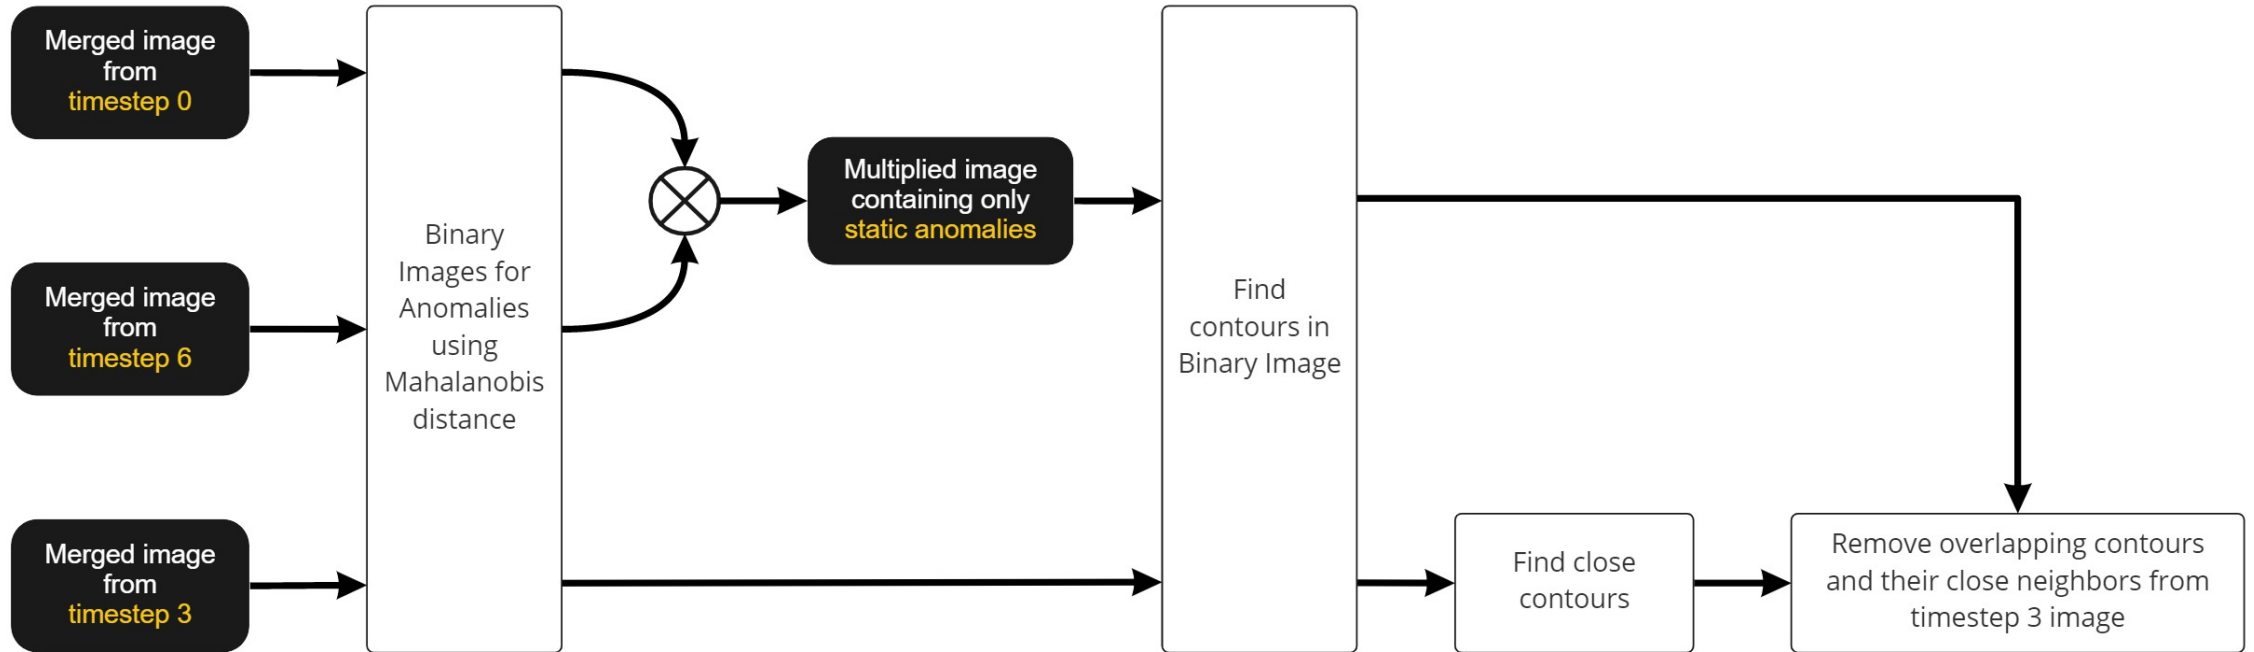 Merged image
from
timestep 0
Merged image
from
timestep 6
Merged image
from
timestep 3
Binary
Images for
Anomalies
using
Mahalanobis
distance
Multiplied image
containing only
static anomalies
Find
contours in
Binary Image
Find close
contours
Remove overlapping contours
and their close neighbors from
timestep 3 image